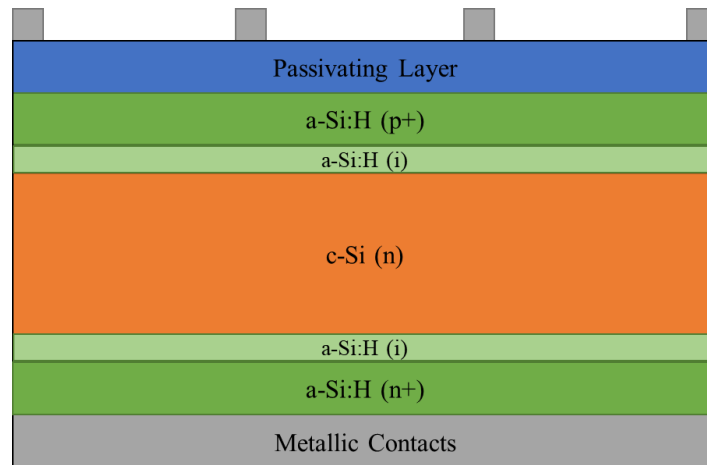 Passivating Layer
a-Si:H (p+)
a-Si:H (i)
c-Si (n)
a-Si:H (i)
a-Si:H (n+)
Metallic Contacts